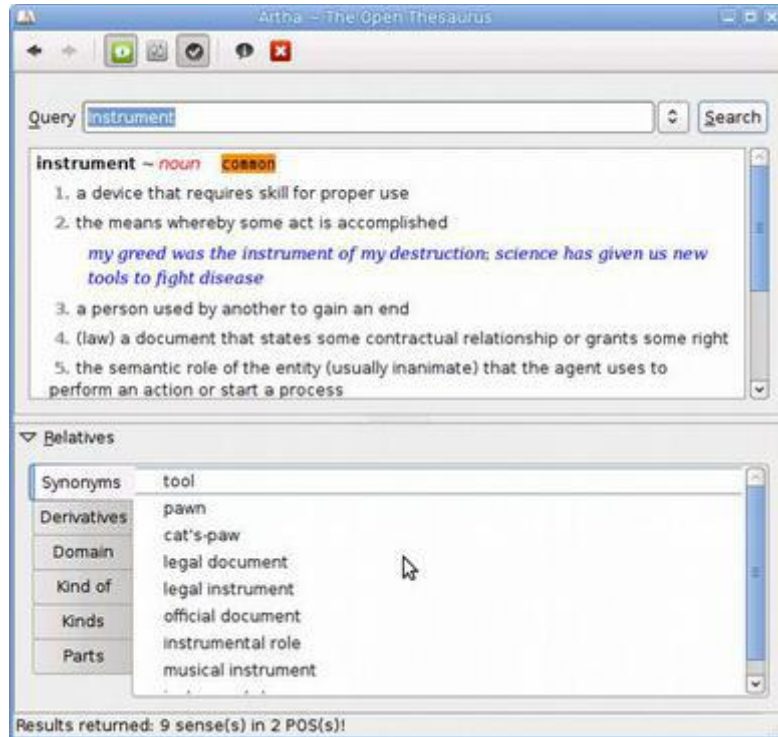 Artha ~ The Open Thesaurus
Query instrument Search
instrument ~ noun common
1. a device that requires skill for proper use
2. the means whereby some act is accomplished
my greed was the instrument of my destruction; science has given us new
tools to fight disease
3. a person used by another to gain an end
4. (law) a document that states some contractual relationship or grants some right
5. the semantic role of the entity (usually inanimate) that the agent uses to
perform an action or start a process
Relatives
Synonyms
Derivatives
Domain
Kind of
Kinds
Parts
tool
pawn
cat's-paw
legal document
legal instrument
official document
instrumental role
musical instrument
Results returned: 9 sense(s) in 2 POS(s)!